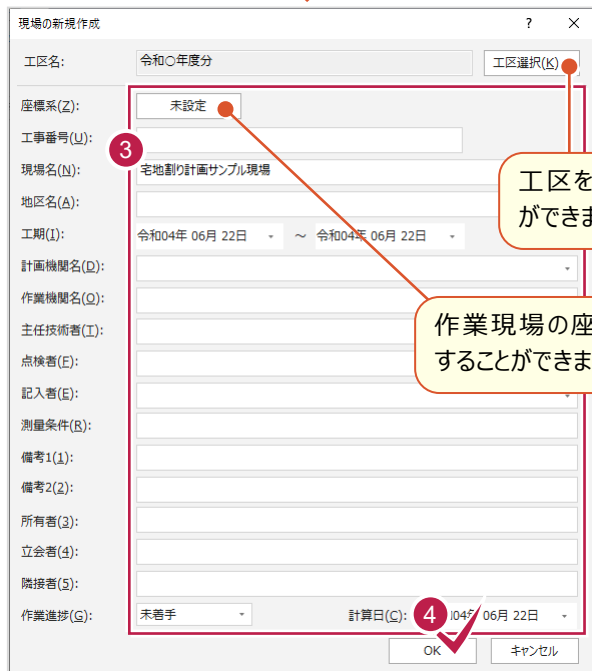 現場の新規作成 ? ×
工区名: 令和○年度分 工区選択(K)
座標系(Z): 未設定
工事番号(U):
3
現場名(N): 宅地割り計画サンプル現場
地区名(A):
工区を
ができま
工期(I): 令和04年 06月 22日 ～ 令和04年 06月 22日
計画機関名(D):
作業機関名(O):
作業現場の座
することができま
主任技術者(T):
点検者(F):
記入者(E):
測量条件(R):
備考1(1):
備考2(2):
所有者(3):
立会者(4):
隣接者(5):
作業進捗(G): 未着手 計算日(C): 4 04年 06月 22日
OK キャンセル